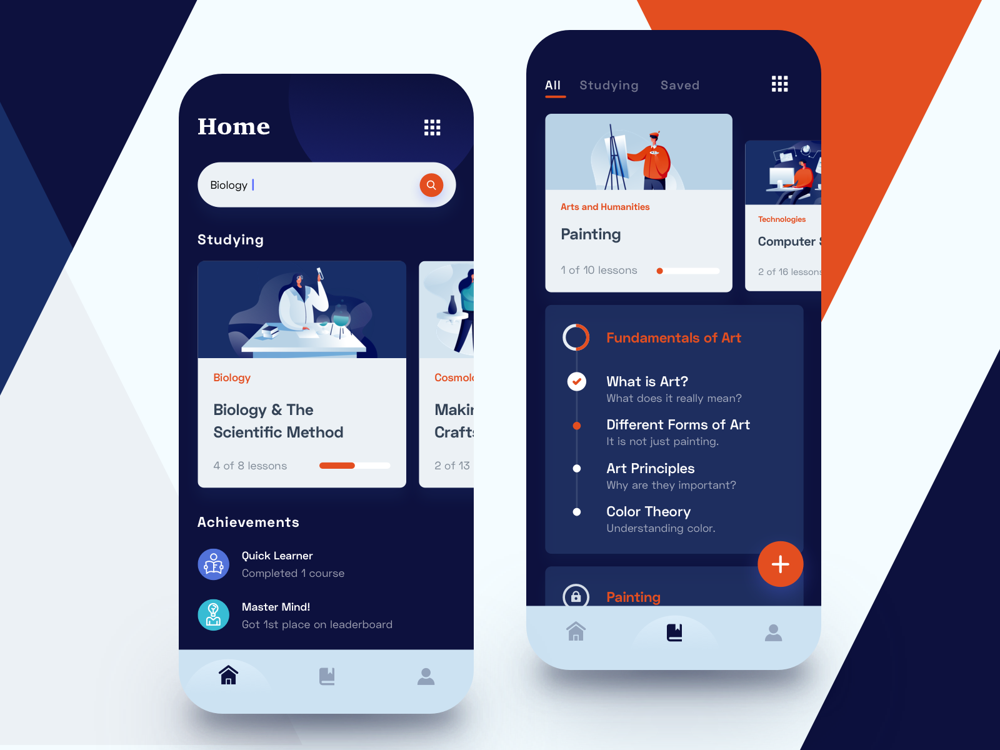 Home
Biology
Studying
Biology
Biology & The
Scientific Method
4 of 8 lessons
Cosmolo
Makin
Crafts
2 of 13
Achievements
Quick Learner
Completed 1 course
Master Mind!
Got 1st place on leaderboard
All Studying Saved
Arts and Humanities
Painting
1 of 10 lessons
Technologies
Computer S
2 of 16 lessons
Fundamentals of Art
What is Art?
What does it really mean?
Different Forms of Art
It is not just painting.
Art Principles
Why are they important?
Color Theory
Understanding color.
Painting